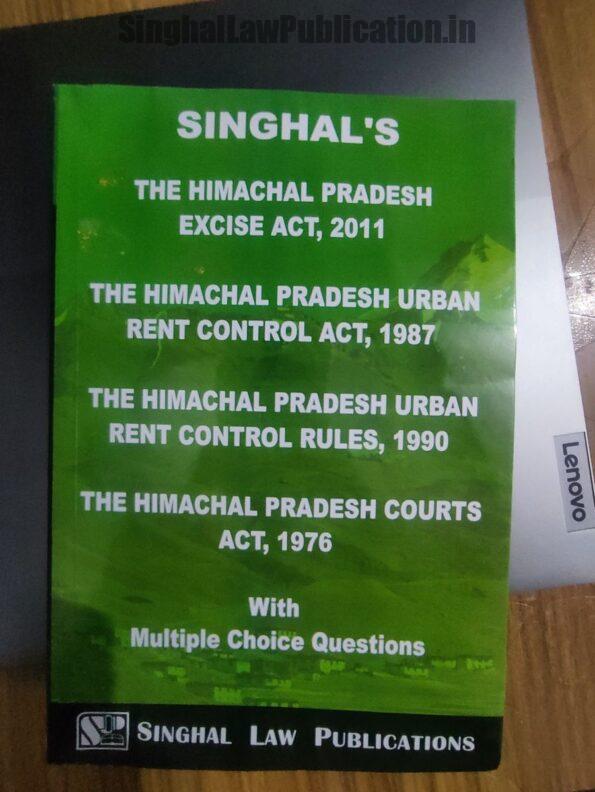 SinghalLawPublication.in
SINGHAL'S
THE HIMACHAL PRADESH
EXCISE ACT, 2011
THE HIMACHAL PRADESH URBAN
RENT CONTROL ACT, 1987
THE HIMACHAL PRADESH URBAN
RENT CONTROL RULES, 1990
THE HIMACHAL PRADESH COURTS
ACT, 1976
With
Multiple Choice Questions
SINGHAL LAW PUBLICATIONS
Lenovo